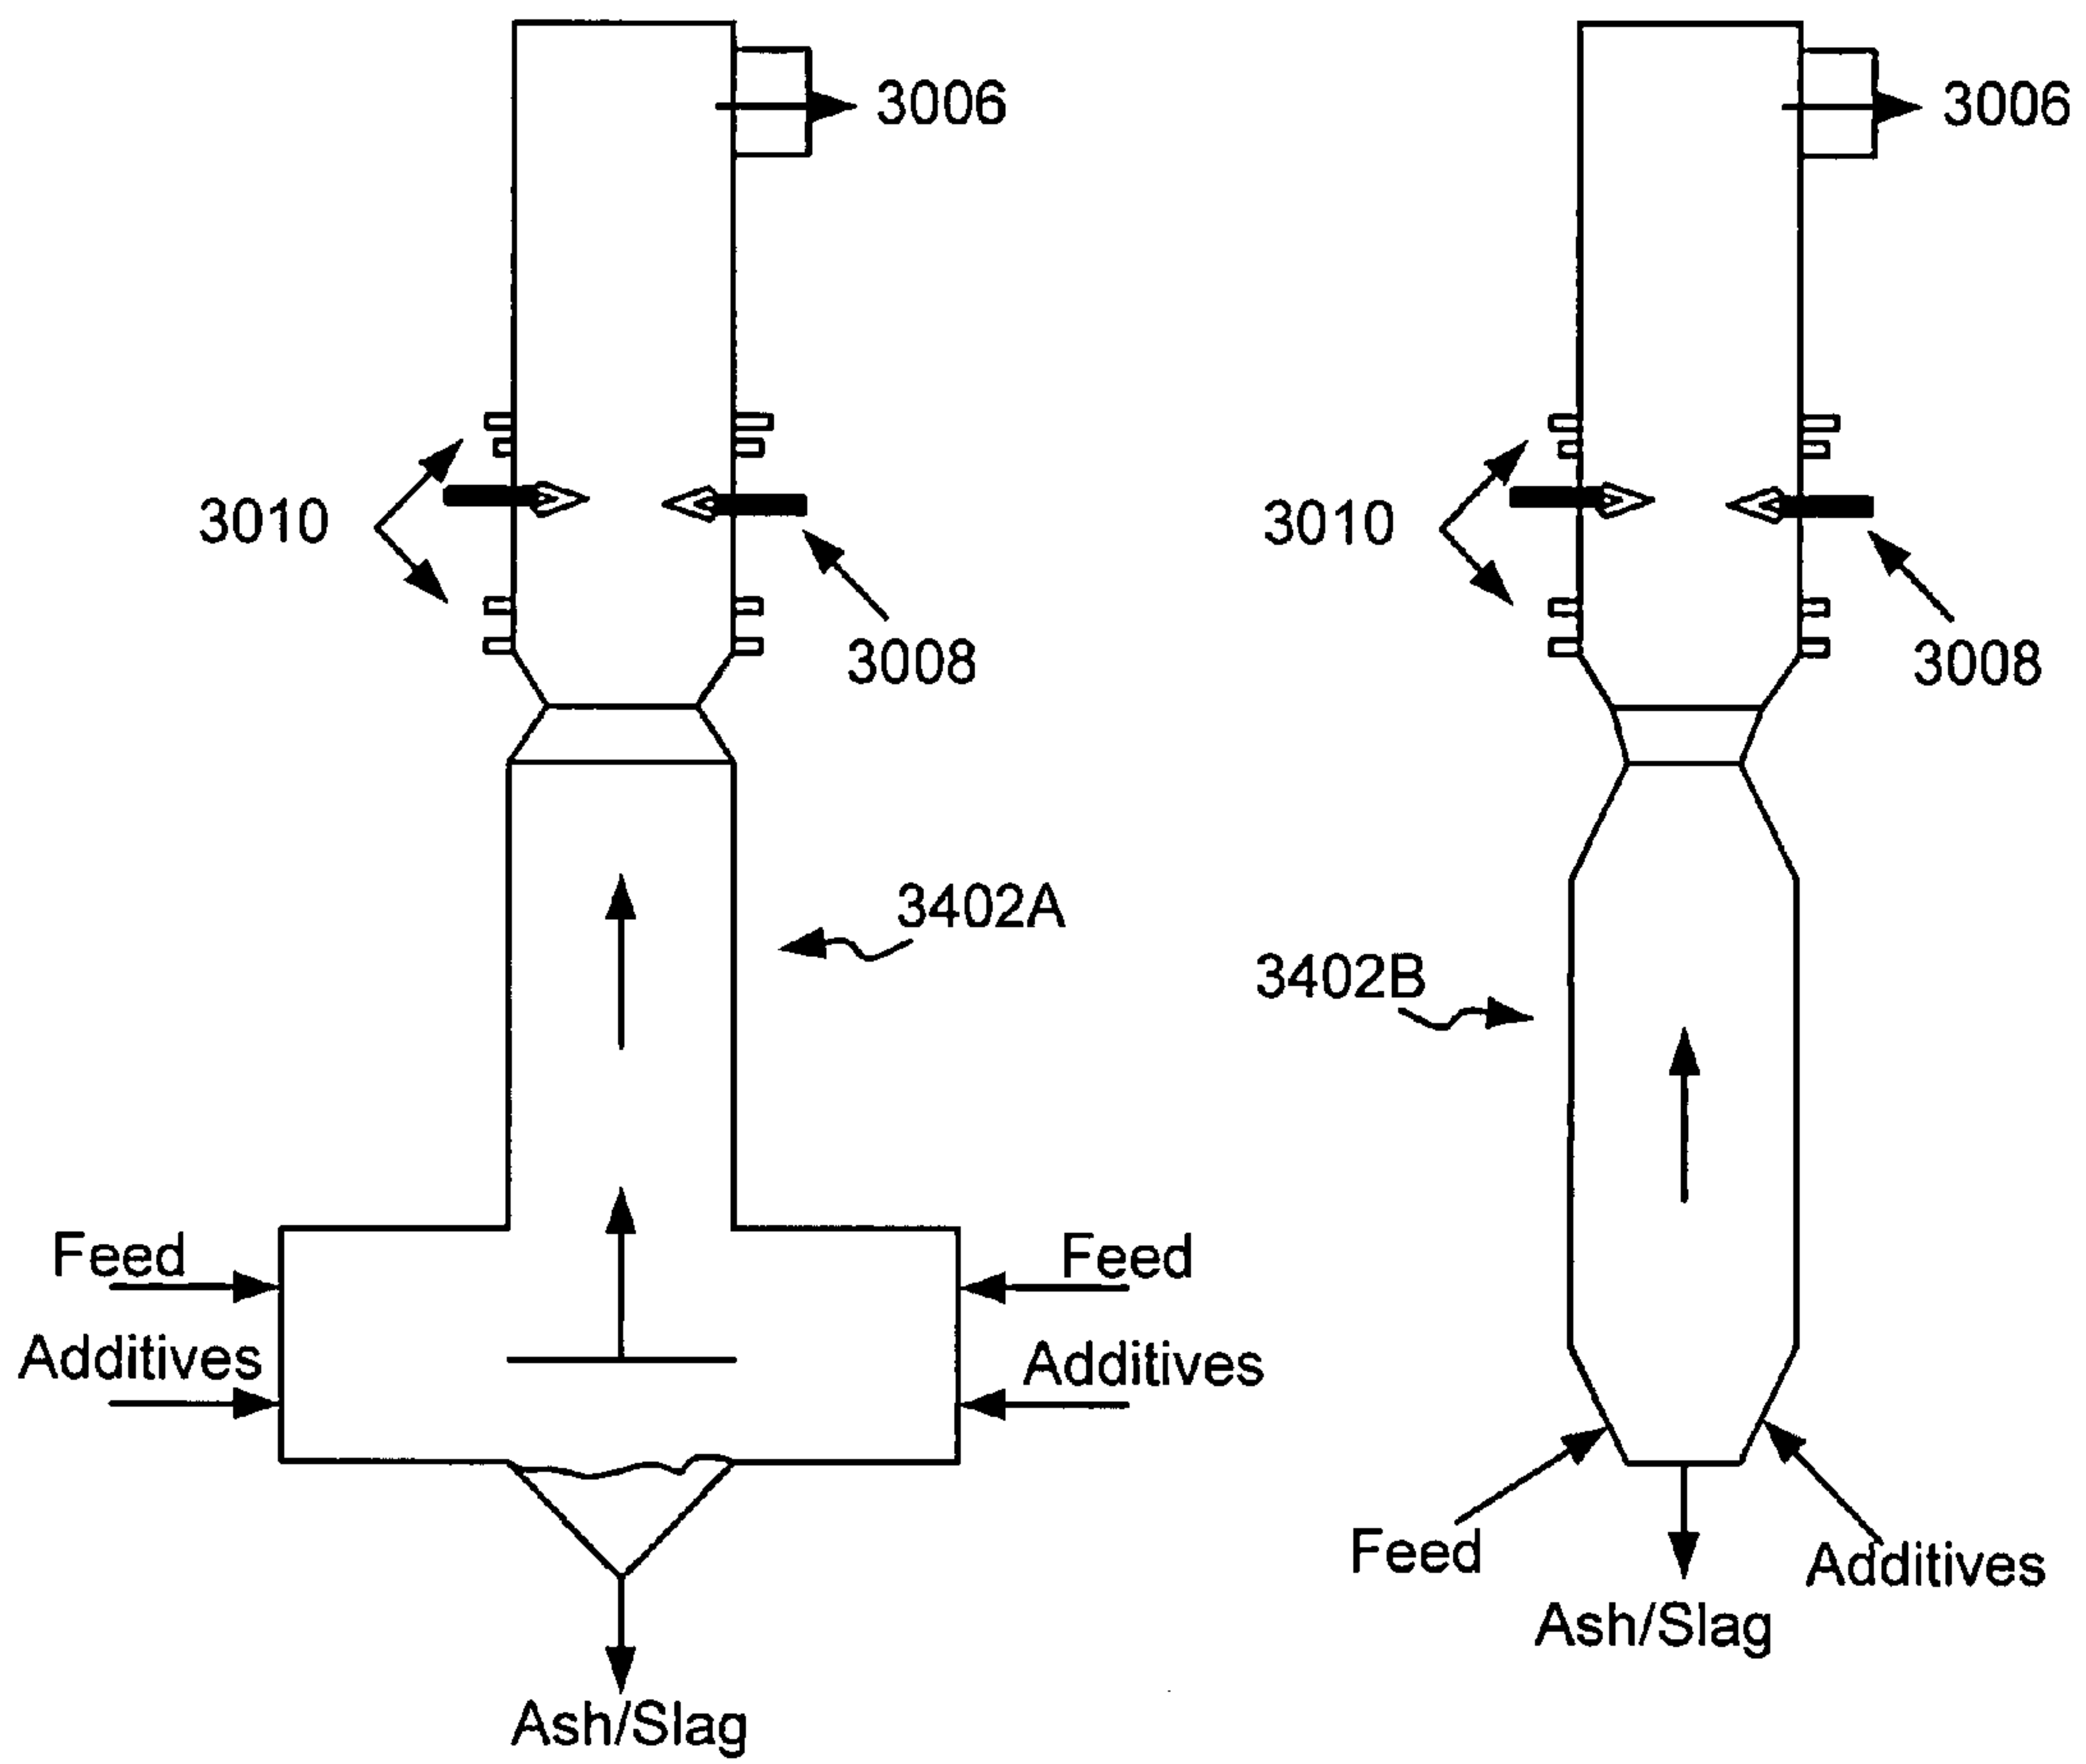 3006
3006
3010
3010
3008
3008
3402A
3402B
Feed
Feed
Additives
Additives
Feed
Additives
Ash/Slag
Ash/Slag